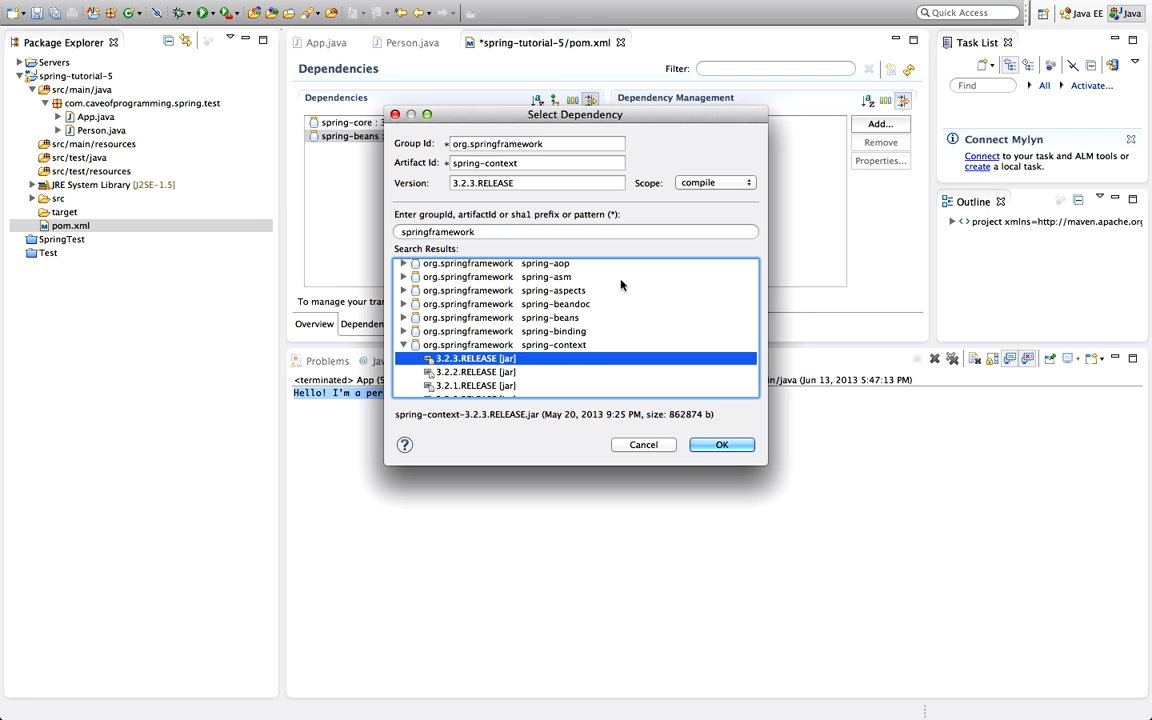 Quick Access
Java EE
Java
Package Explorer
Servers
spring-tutorial-5
src/main/java
com.caveofprogramming.spring.test
App.java
Person.java
src/main/resources
src/test/java
src/test/resources
JRE System Library [J2SE-1.5]
src
target
pom.xml
SpringTest
Test
App.java
Person.java
*spring-tutorial-5/pom.xml
Dependencies
Filter:
Dependencies
Dependency Management
spring-core : 3
spring-beans :
Add...
Remove
Properties...
To manage your tra
Overview
Dependen
Select Dependency
Group Id: * org.springframework
Artifact Id: * spring-context
Version: 3.2.3.RELEASE
Scope: compile
Enter groupId, artifactId or sha1 prefix or pattern (*):
springframework
Search Results:
org.springframework spring-aop
org.springframework spring-asm
org.springframework spring-aspects
org.springframework spring-beandoc
org.springframework spring-beans
org.springframework spring-binding
org.springframework spring-context
3.2.3.RELEASE [jar]
3.2.2.RELEASE [jar]
3.2.1.RELEASE [jar]
spring-context-3.2.3.RELEASE.jar (May 20, 2013 9:25 PM, size: 862874 b)
Cancel
OK
Task List
Find
All
Activate...
Connect Mylyn
Connect to your task and ALM tools or
create a local task.
Outline
project xmlns=http://maven.apache.org
Problems
@ Jav
<terminated> App (5
in/java (Jun 13, 2013 5:47:13 PM)
Hello! I'm a per